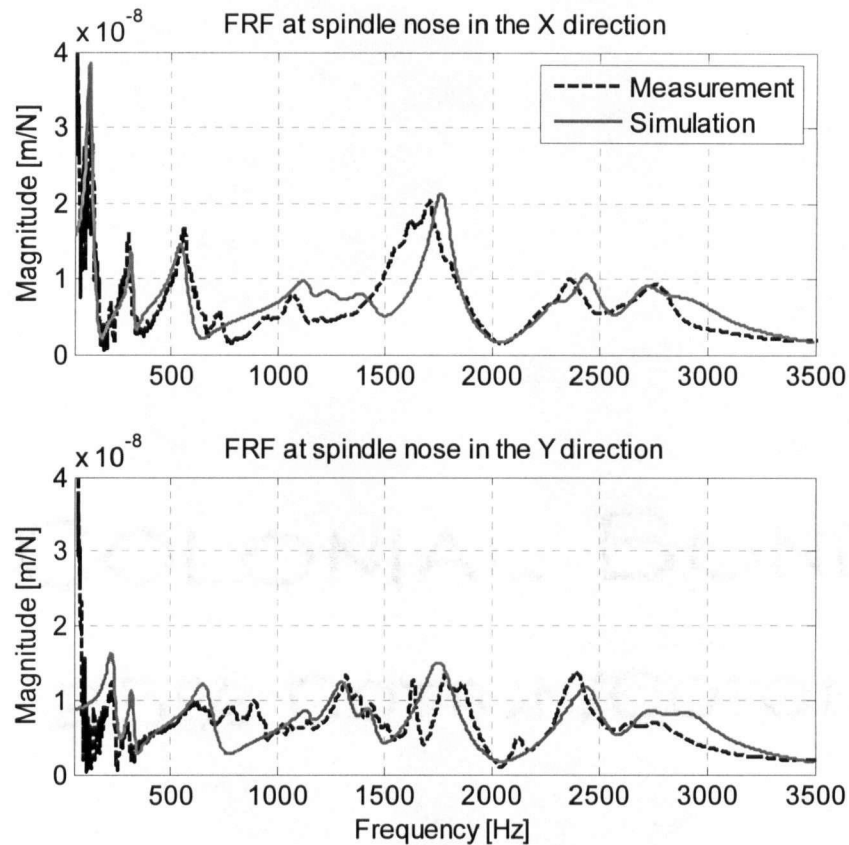 FRF at spindle nose in the X direction
x 10^-8
4
3
2
1
0
Magnitude [m/N]
Measurement
Simulation
500 1000 1500 2000 2500 3000 3500
FRF at spindle nose in the Y direction
x 10^-8
4
3
2
1
0
Magnitude [m/N]
500 1000 1500 2000 2500 3000 3500
Frequency [Hz]